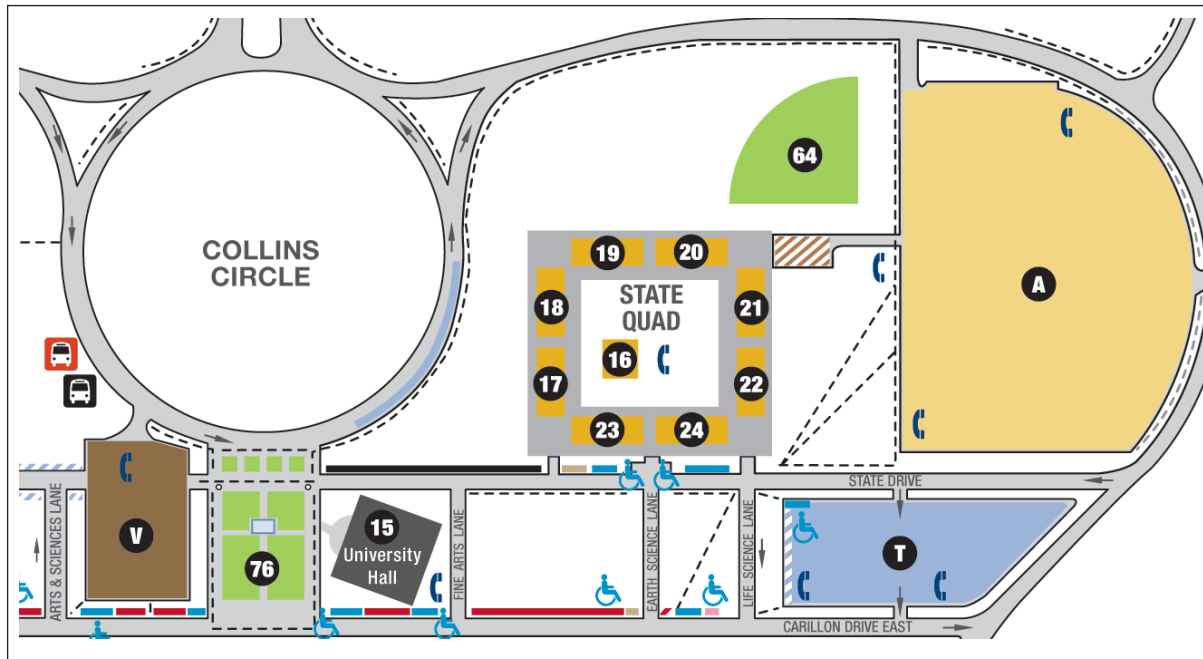 64
19
20
COLLINS
CIRCLE
A
18
STATE
QUAD
21
16
17
22
23
24
STATE DRIVE
V
15
University
Hall
76
T
ARTS & SCIENCES LANE
FINE ARTS LANE
EARTH SCIENCE LANE
LIFE SCIENCE LANE
CARILLON DRIVE EAST